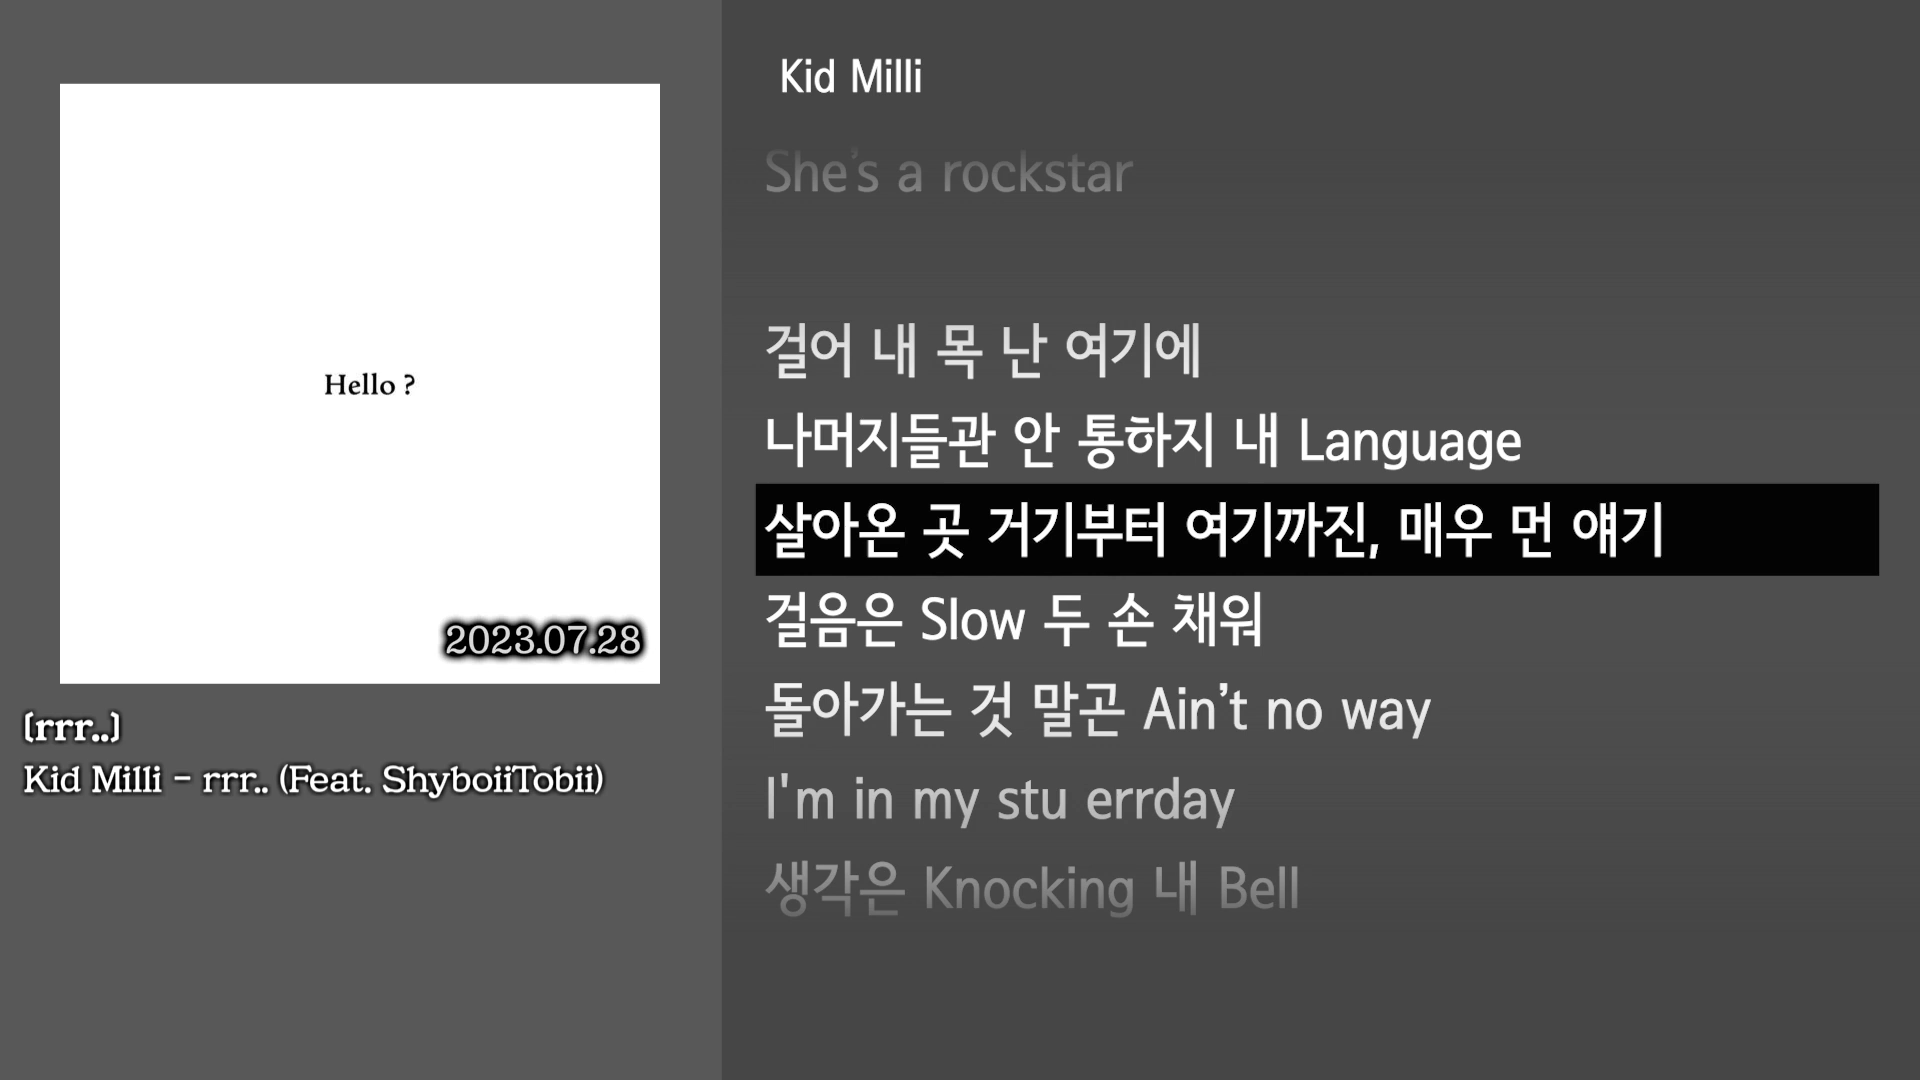 Hello ?
2023.07.28
[rrr..]
Kid Milli - rrr.. (Feat. ShyboiiTobii)
Kid Milli
She’s a rockstar
걸어 내 목 난 여기에
나머지들관 안 통하지 내 Language
살아온 곳 거기부터 여기까진, 매우 먼 얘기
걸음은 Slow 두 손 채워
돌아가는 것 말곤 Ain’t no way
I'm in my stu errday
생각은 Knocking 내 Bell